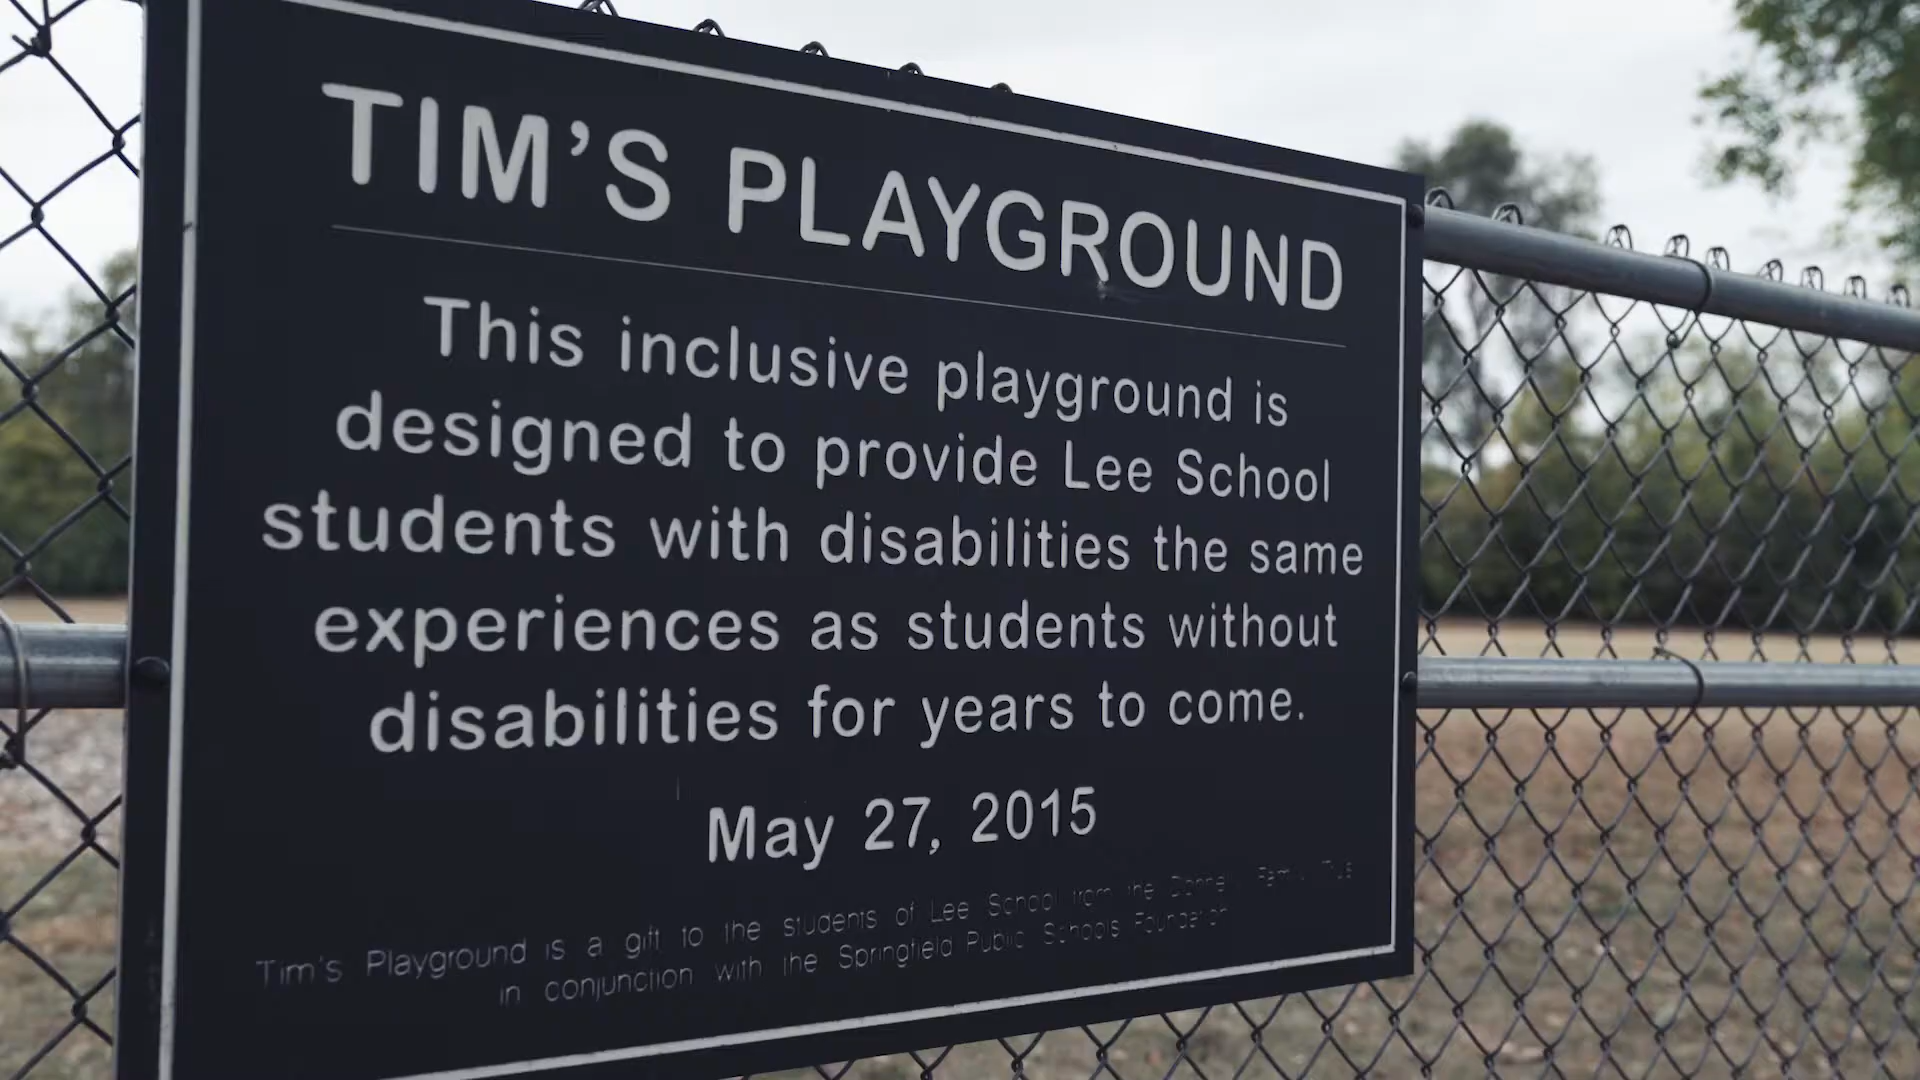 TIM'S PLAYGROUND
This inclusive playground is
designed to provide Lee School
students with disabilities the same
experiences as students without
disabilities for years to come.
May 27, 2015
Tim's Playground is a gift to the students of Lee School from the Family
in conjunction with the Springfield Public Schools Foundation